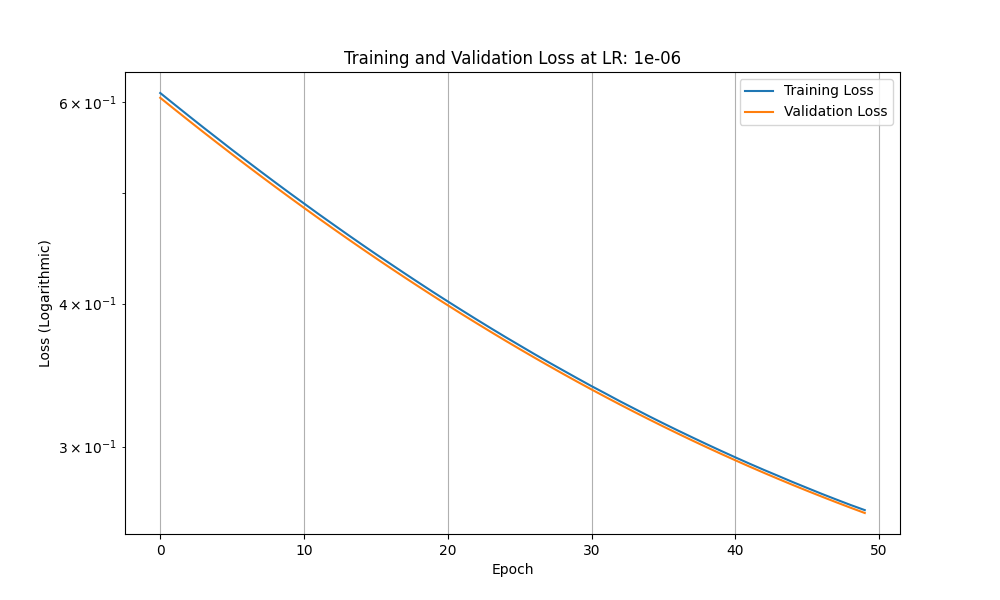 Training and Validation Loss at LR: 1e-06
Training Loss
Validation Loss
Loss (Logarithmic)
6 × 10⁻¹
4 × 10⁻¹
3 × 10⁻¹
0 10 20 30 40 50
Epoch